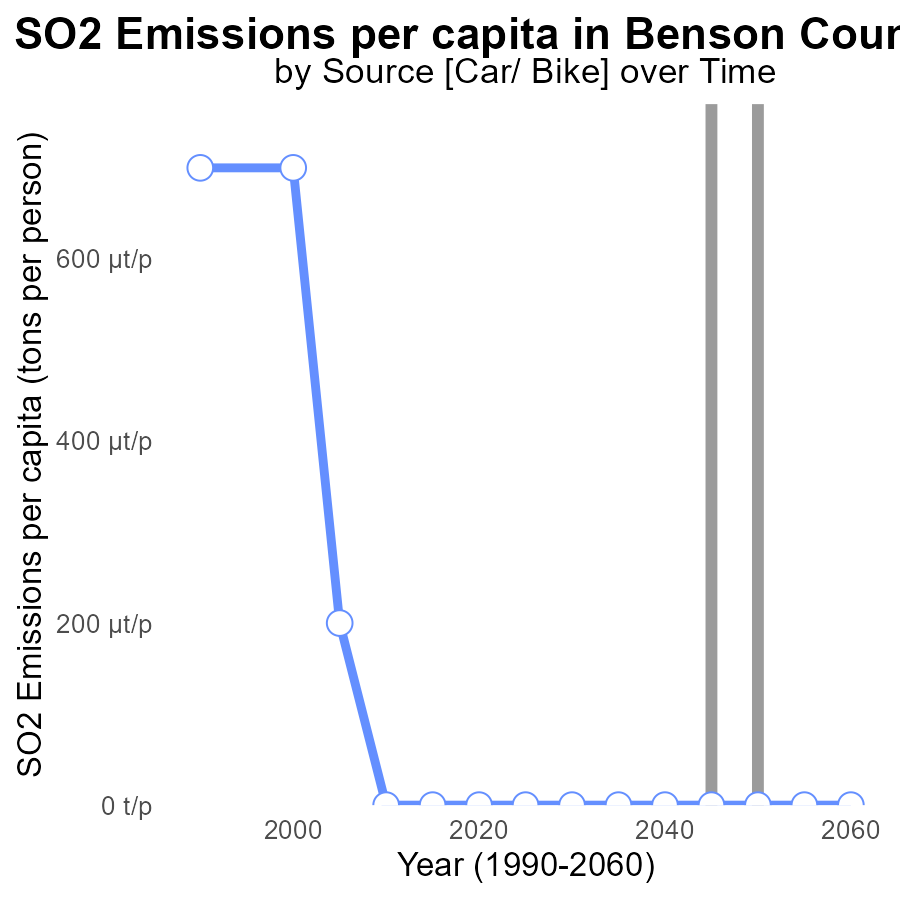 SO2 Emissions per capita in Benson Cour
by Source [Car/ Bike] over Time
SO2 Emissions per capita (tons per person)
600 µt/p
400 µt/p
200 µt/p
0 t/p
2000 2020 2040 2060
Year (1990-2060)